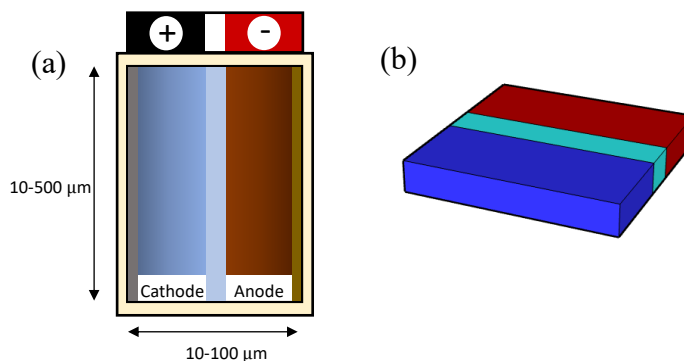 + -
(a) (b)
10-500 μm
Cathode Anode
10-100 μm